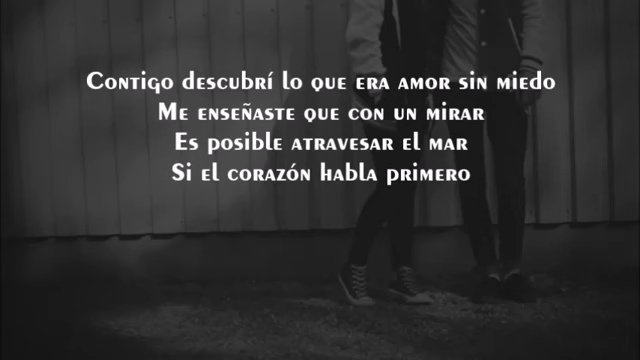 Contigo descubrí lo que era amor sin miedo
Me enseñaste que con un mirar
Es posible atravesar el mar
Si el corazón habla primero